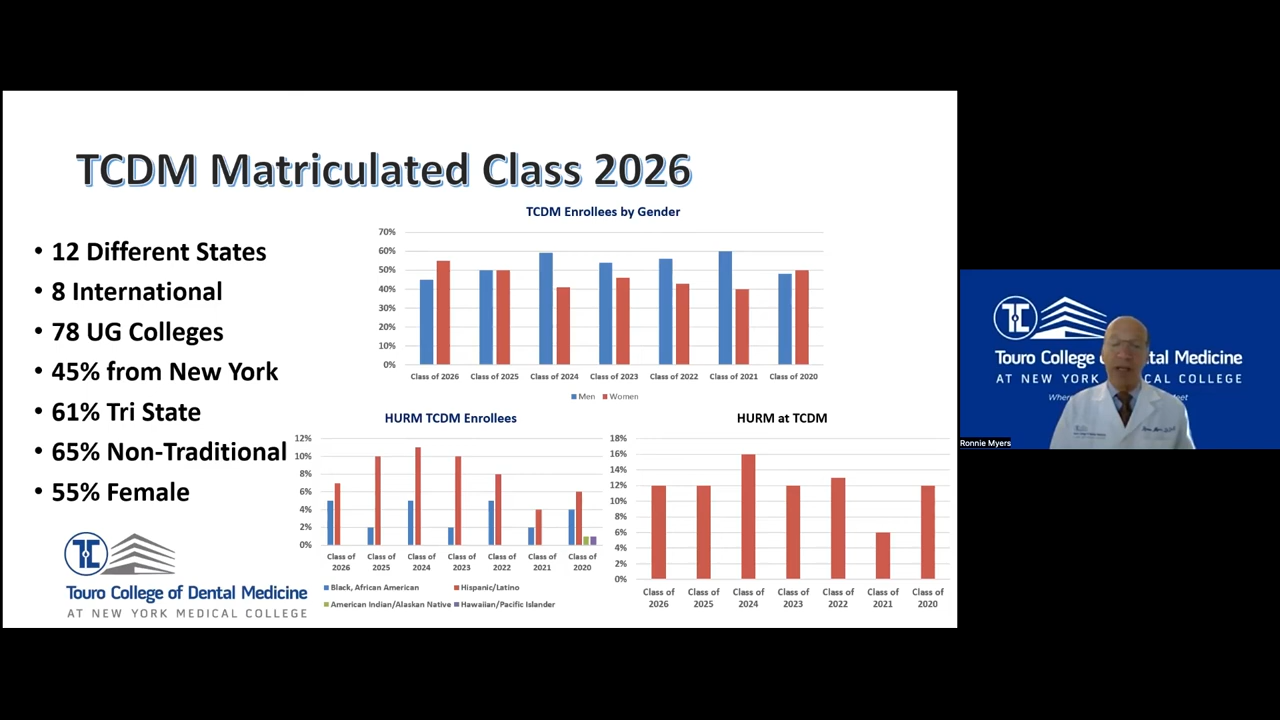 TCDM Matriculated Class 2026
• 12 Different States
• 8 International
• 78 UG Colleges
• 45% from New York
• 61% Tri State
• 65% Non-Traditional
• 55% Female
TCDM Enrollees by Gender
70%
60%
50%
40%
30%
20%
10%
0%
Class of 2026 Class of 2025 Class of 2024 Class of 2023 Class of 2022 Class of 2021 Class of 2020
Men Women
HURM TCDM Enrollees
12%
10%
8%
6%
4%
2%
0%
Class of Class of Class of Class of Class of Class of Class of
2026 2025 2024 2023 2022 2021 2020
Black, African American Hispanic/Latino
American Indian/Alaskan Native Hawaiian/Pacific Islander
HURM at TCDM
18%
16%
14%
12%
10%
8%
6%
4%
2%
0%
Class of Class of Class of Class of Class of Class of Class of
2026 2025 2024 2023 2022 2021 2020
Touro College of Dental Medicine
AT NEW YORK MEDICAL COLLEGE
Touro College of Dental Medicine
AT NEW YORK MEDICAL COLLEGE
Ronnie Myers